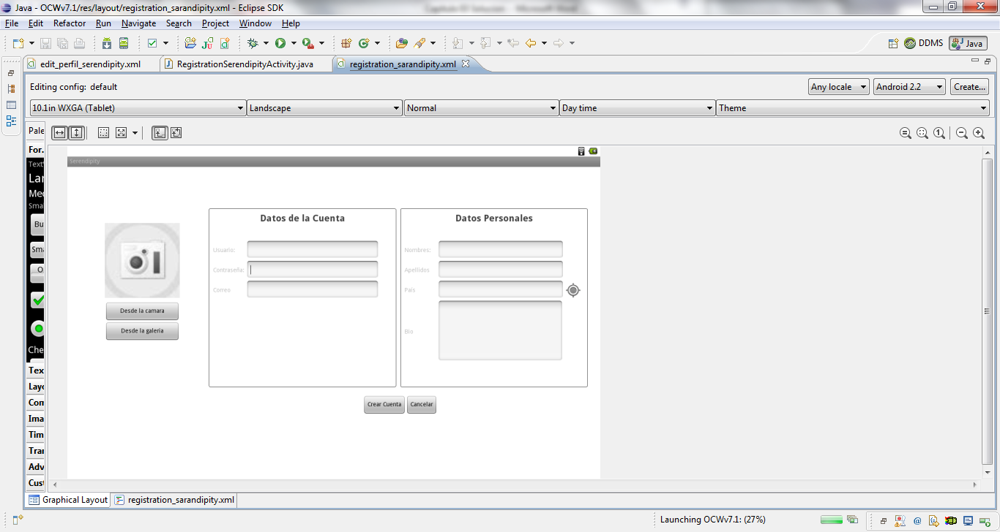 Java - OCWv7.1/res/layout/registration_sarandipity.xml - Eclipse SDK
File Edit Refactor Run Navigate Search Project Window Help
DDMS Java
edit_perfil_serendipity.xml RegistrationSerendipityActivity.java registration_sarandipity.xml
Editing config: default Any locale Android 2.2 Create...
10.1in WXGA (Tablet) Landscape Normal Day time Theme
Pale
For.
Text
Lar
Med
Sma
Bu
Sma
O
Che
Tex
Layo
Con
Ima
Tim
Trar
Adv
Cust
Serendipity
Desde la camara
Desde la galeria
Datos de la Cuenta
Usuario:
Contraseña:
Correo
Datos Personales
Nombres:
Apellidos
Pais
Bio
Crear Cuenta Cancelar
Graphical Layout registration_sarandipity.xml
Launching OCWv7.1: (27%)